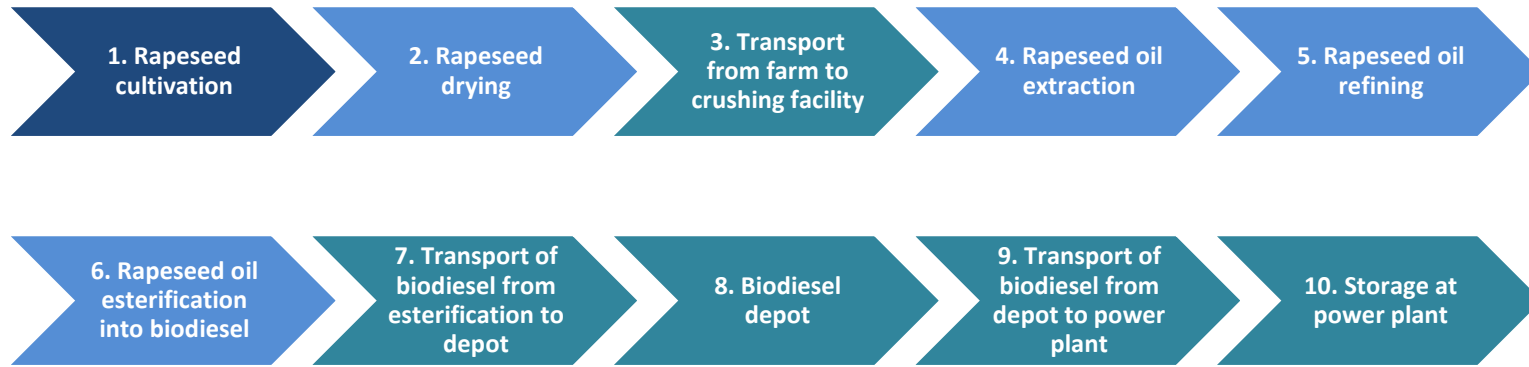 1. Rapeseed
cultivation
2. Rapeseed
drying
3. Transport
from farm to
crushing facility
4. Rapeseed oil
extraction
5. Rapeseed oil
refining
6. Rapeseed oil
esterification
into biodiesel
7. Transport of
biodiesel from
esterification to
depot
8. Biodiesel
depot
9. Transport of
biodiesel from
depot to power
plant
10. Storage at
power plant